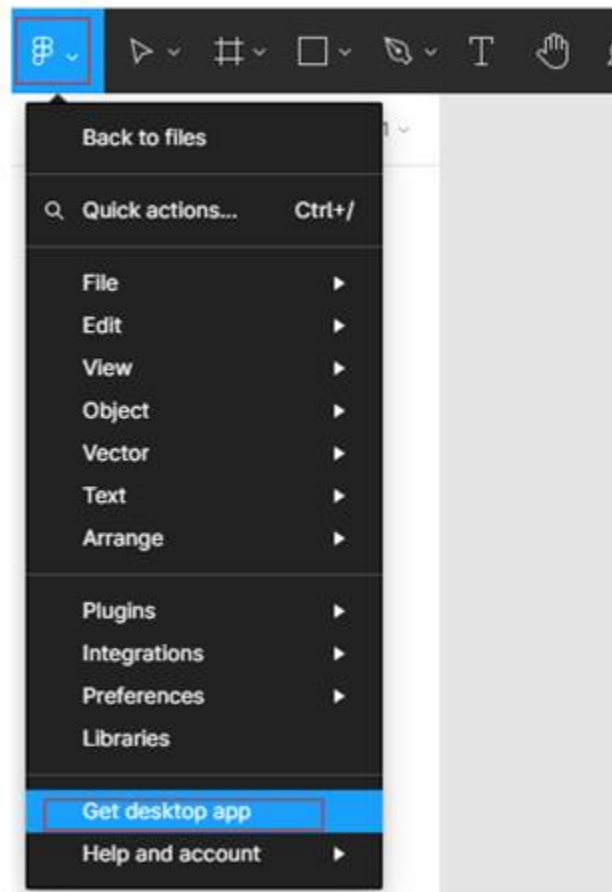 T
Back to files
Quick actions... Ctrl+/
File
Edit
View
Object
Vector
Text
Arrange
Plugins
Integrations
Preferences
Libraries
Get desktop app
Help and account